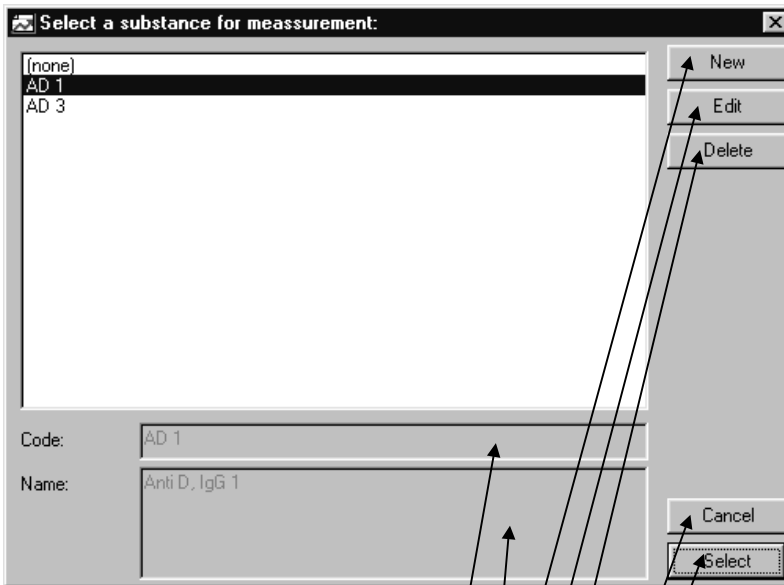 Select a substance for meassurement:
(none)
AD 1
AD 3
New
Edit
Delete
Code:
AD 1
Name:
Anti D, IgG 1
Cancel
Select